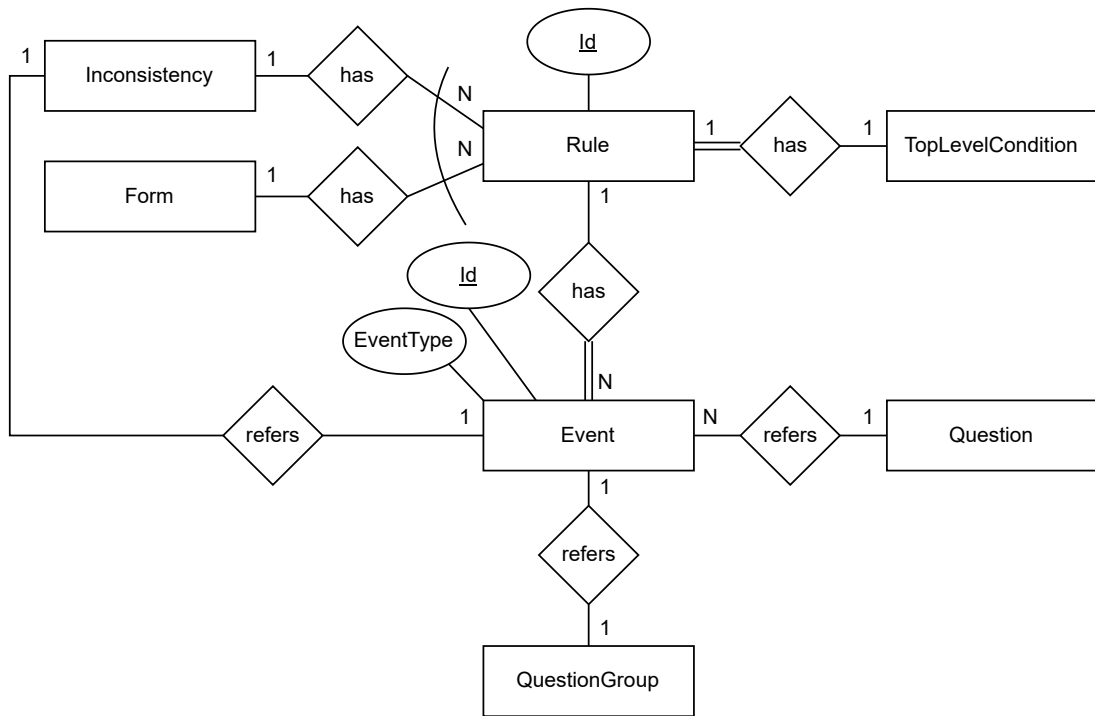 Id
1
Inconsistency
1
has
N
Rule
1
has
1
TopLevelCondition
N
Form
1
has
1
Id
has
EventType
N
refers
1
Event
N
refers
1
Question
1
refers
1
QuestionGroup